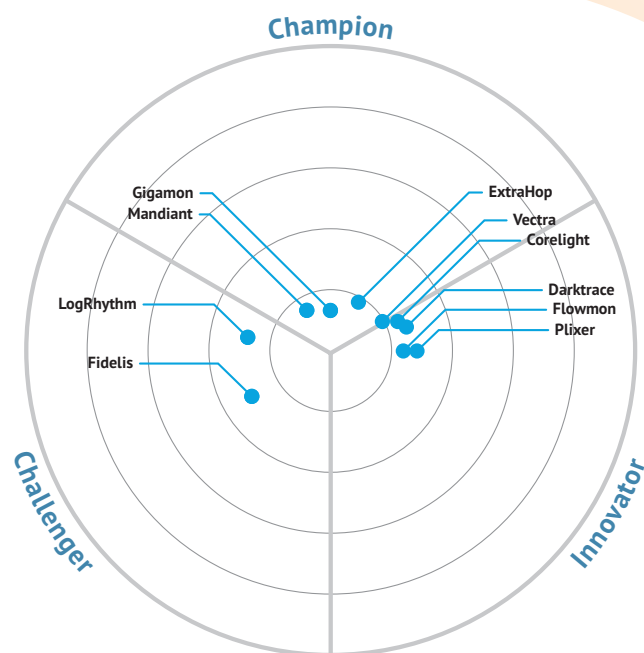 Champion
Gigamon
Mandiant
ExtraHop
Vectra
Corelight
LogRhythm
Darktrace
Flowmon
Plixer
Fidelis
Challenger
Innovator